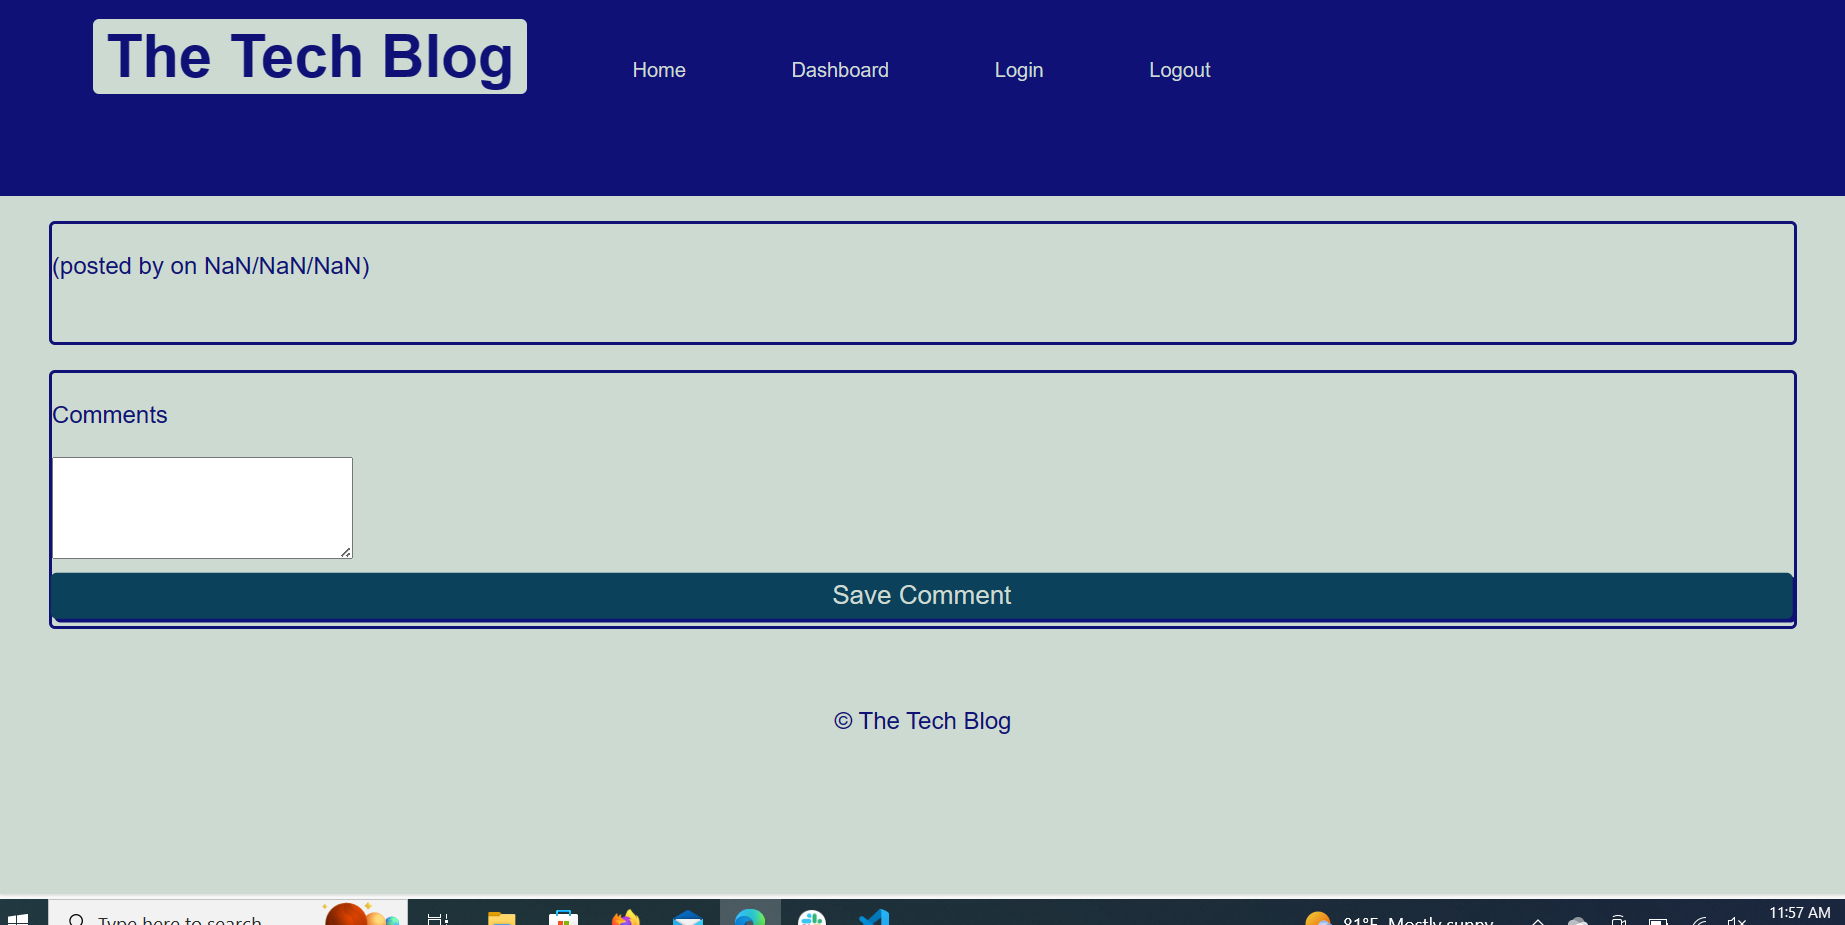 The Tech Blog
Home Dashboard Login Logout
(posted by on NaN/NaN/NaN)
Comments
Save Comment
© The Tech Blog
Type here to search
81°F Mostly sunny
11:57 AM